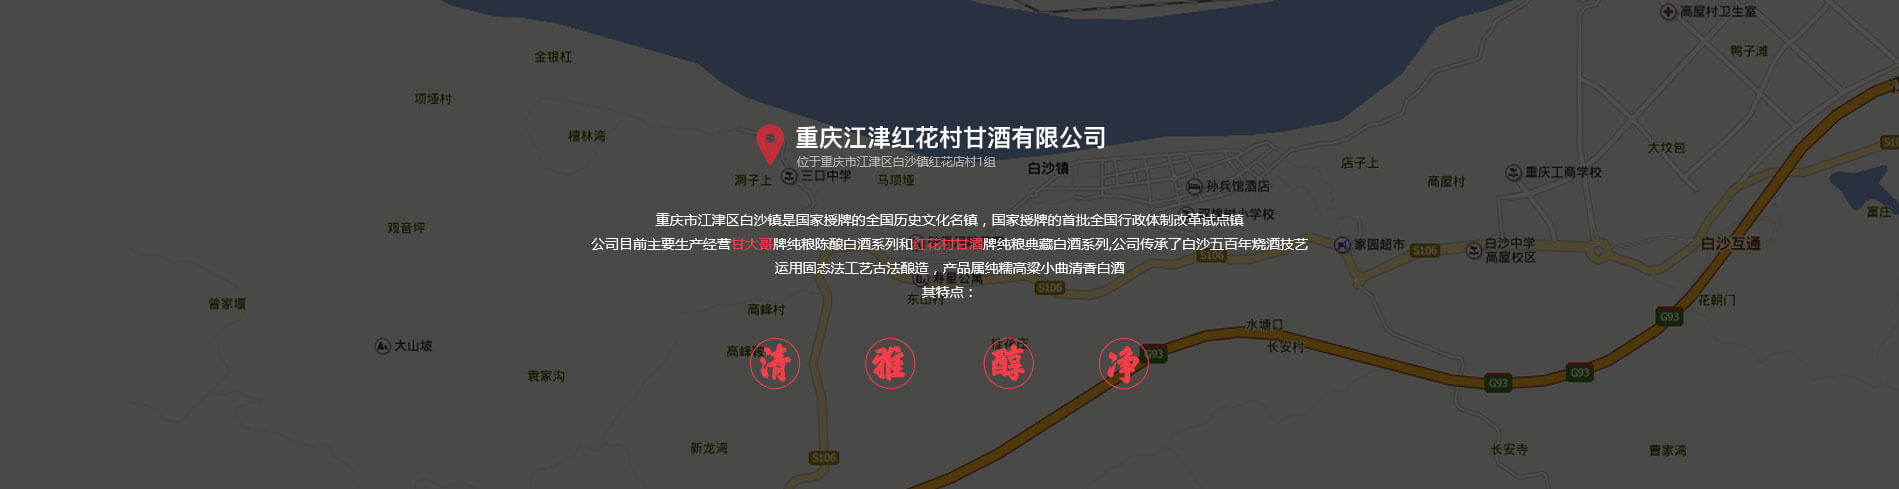 高屋村卫生室
鸭子滩
金银杠
项垭村
檀林湾
重庆江津红花村甘酒有限公司
位于重庆市江津区白沙镇红花店村1组
大坟包
店子上
白沙镇
洞子上
三口中学
马项垭
孙兵馆酒店
高屋村
重庆工商学校
S10
富庄
观音坪
重庆市江津区白沙镇是国家授牌的全国历史文化名镇，国家授牌的首批全国行政体制改革试点镇
公司目前主要生产经营甘大哥牌纯粮陈酿白酒系列和红花村甘酒牌纯粮典藏白酒系列,公司传承了白沙五百年烧酒技艺
运用固态法工艺古法酿造，产品属纯糯高粱小曲清香白酒
其特点：
家园超市
S106
白沙中学
高屋校区
白沙互通
S106
寿星公寓
S106
东山村
曾家堰
高峰村
花朝门
G93
水塘口
大山坡
高峰鞍
长安村
G93
清 雅 醇 净
袁家沟
G93
G93
新龙湾
S106
长安寺
曹家湾